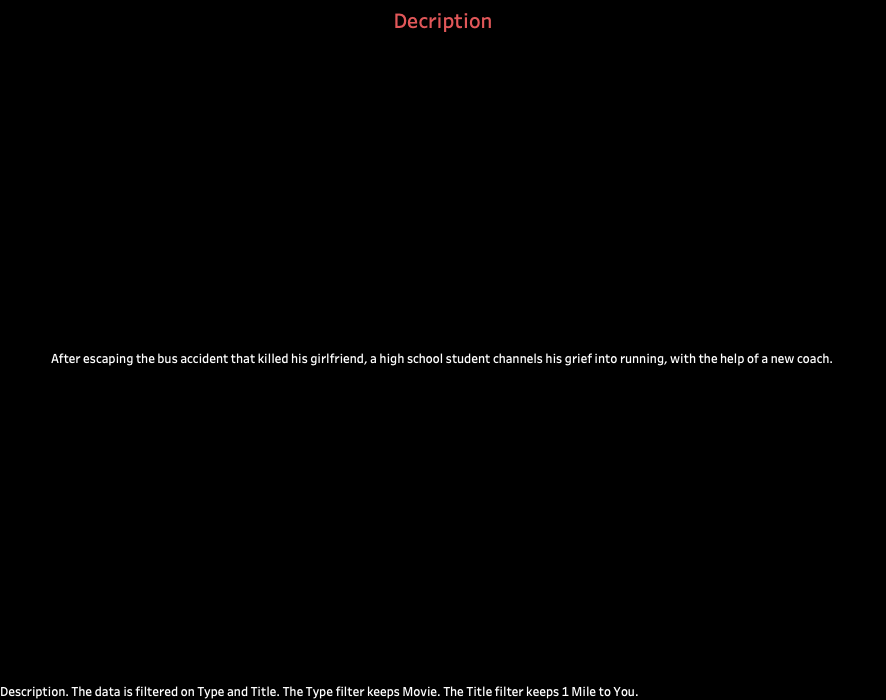 Decription
After escaping the bus accident that killed his girlfriend, a high school student channels his grief into running, with the help of a new coach.
Description. The data is filtered on Type and Title. The Type filter keeps Movie. The Title filter keeps 1 Mile to You.